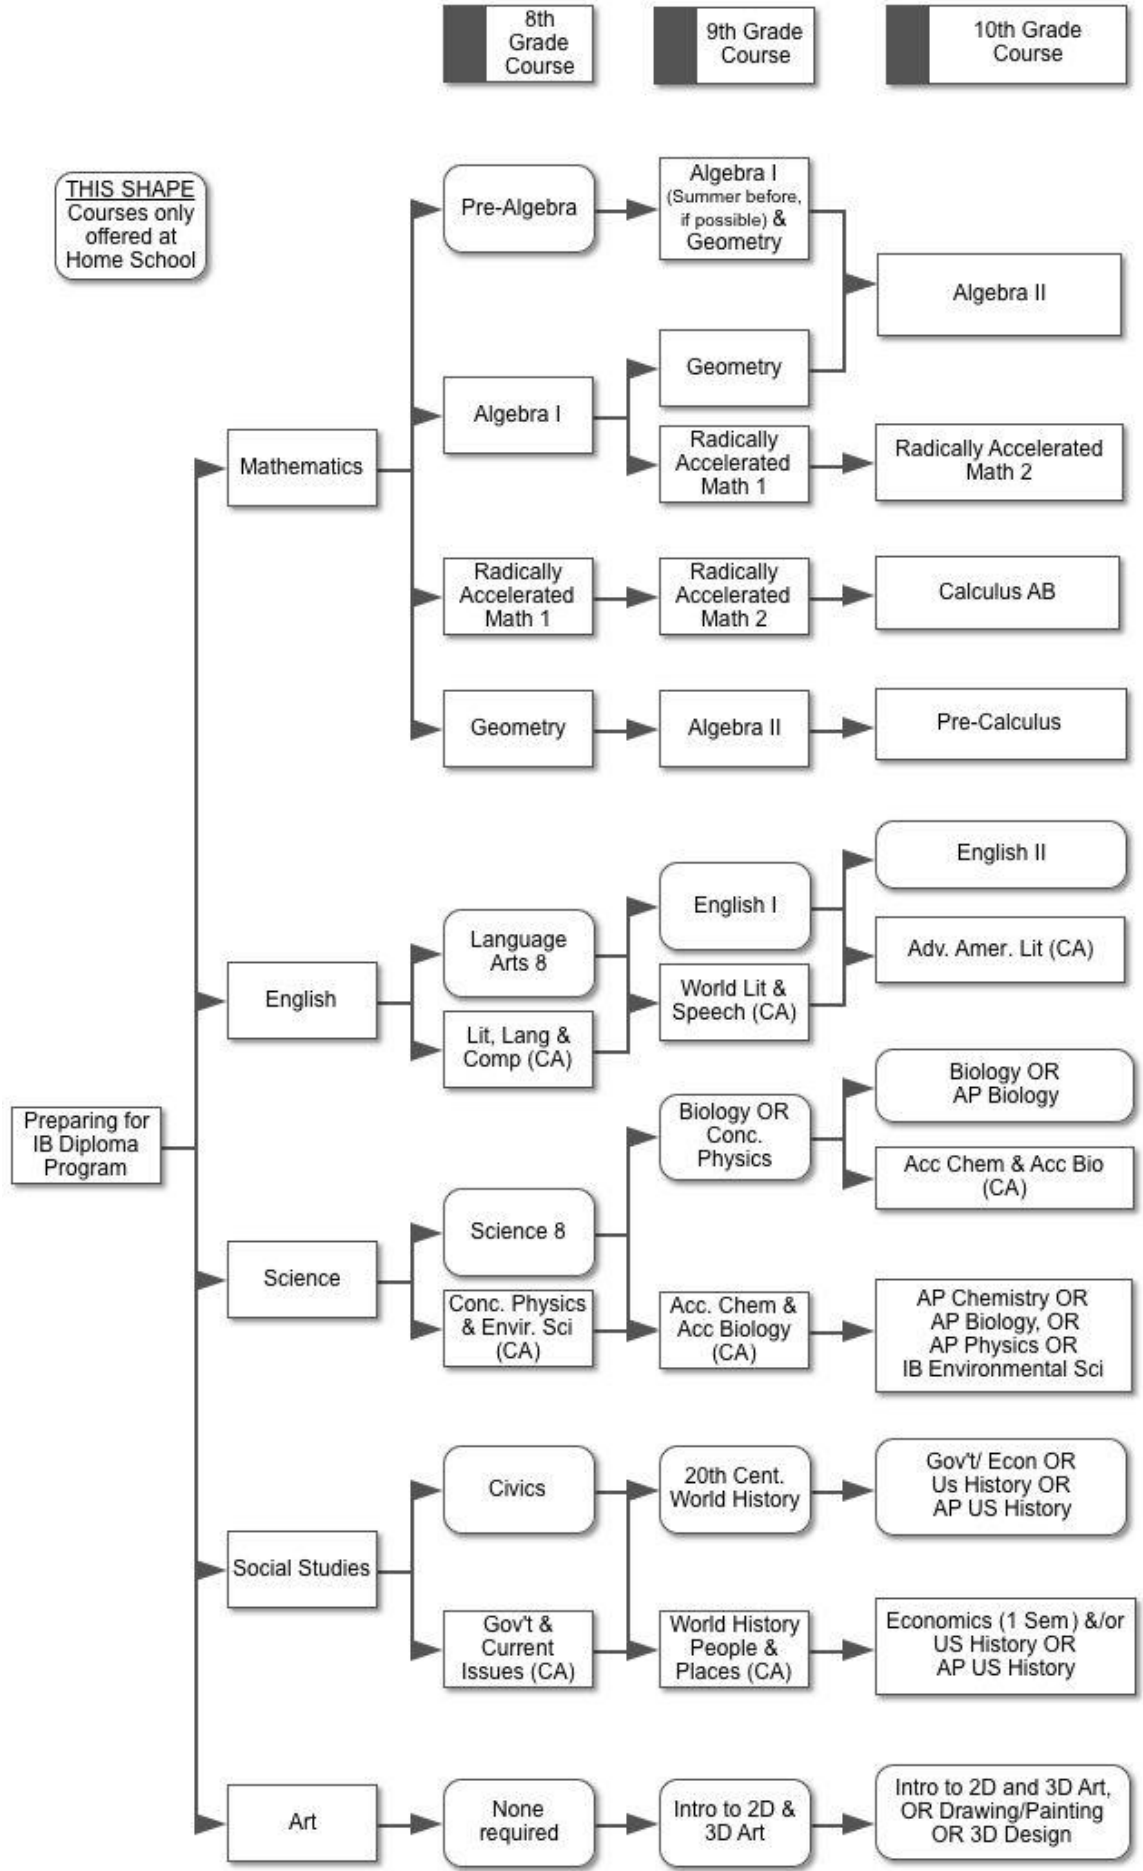 8th
Grade
Course
9th Grade
Course
10th Grade
Course
THIS SHAPE
Courses only
offered at
Home School
Pre-Algebra
Algebra I
(Summer before,
if possible) &
Geometry
Algebra II
Geometry
Algebra I
Radically
Accelerated
Math 1
Radically Accelerated
Math 2
Mathematics
Radically
Accelerated
Math 1
Radically
Accelerated
Math 2
Calculus AB
Geometry
Algebra II
Pre-Calculus
English II
English I
Language
Arts 8
Adv. Amer. Lit (CA)
English
World Lit &
Speech (CA)
Lit, Lang &
Comp (CA)
Biology OR
AP Biology
Preparing for
IB Diploma
Program
Biology OR
Conc.
Physics
Acc Chem & Acc Bio
(CA)
Science 8
Science
Conc. Physics
& Envir. Sci
(CA)
Acc. Chem &
Acc Biology
(CA)
AP Chemistry OR
AP Biology, OR
AP Physics OR
IB Environmental Sci
Civics
20th Cent.
World History
Gov't/ Econ OR
Us History OR
AP US History
Social Studies
Gov't &
Current
Issues (CA)
World History
People &
Places (CA)
Economics (1 Sem) &/or
US History OR
AP US History
Art
None
required
Intro to 2D &
3D Art
Intro to 2D and 3D Art,
OR Drawing/Painting
OR 3D Design